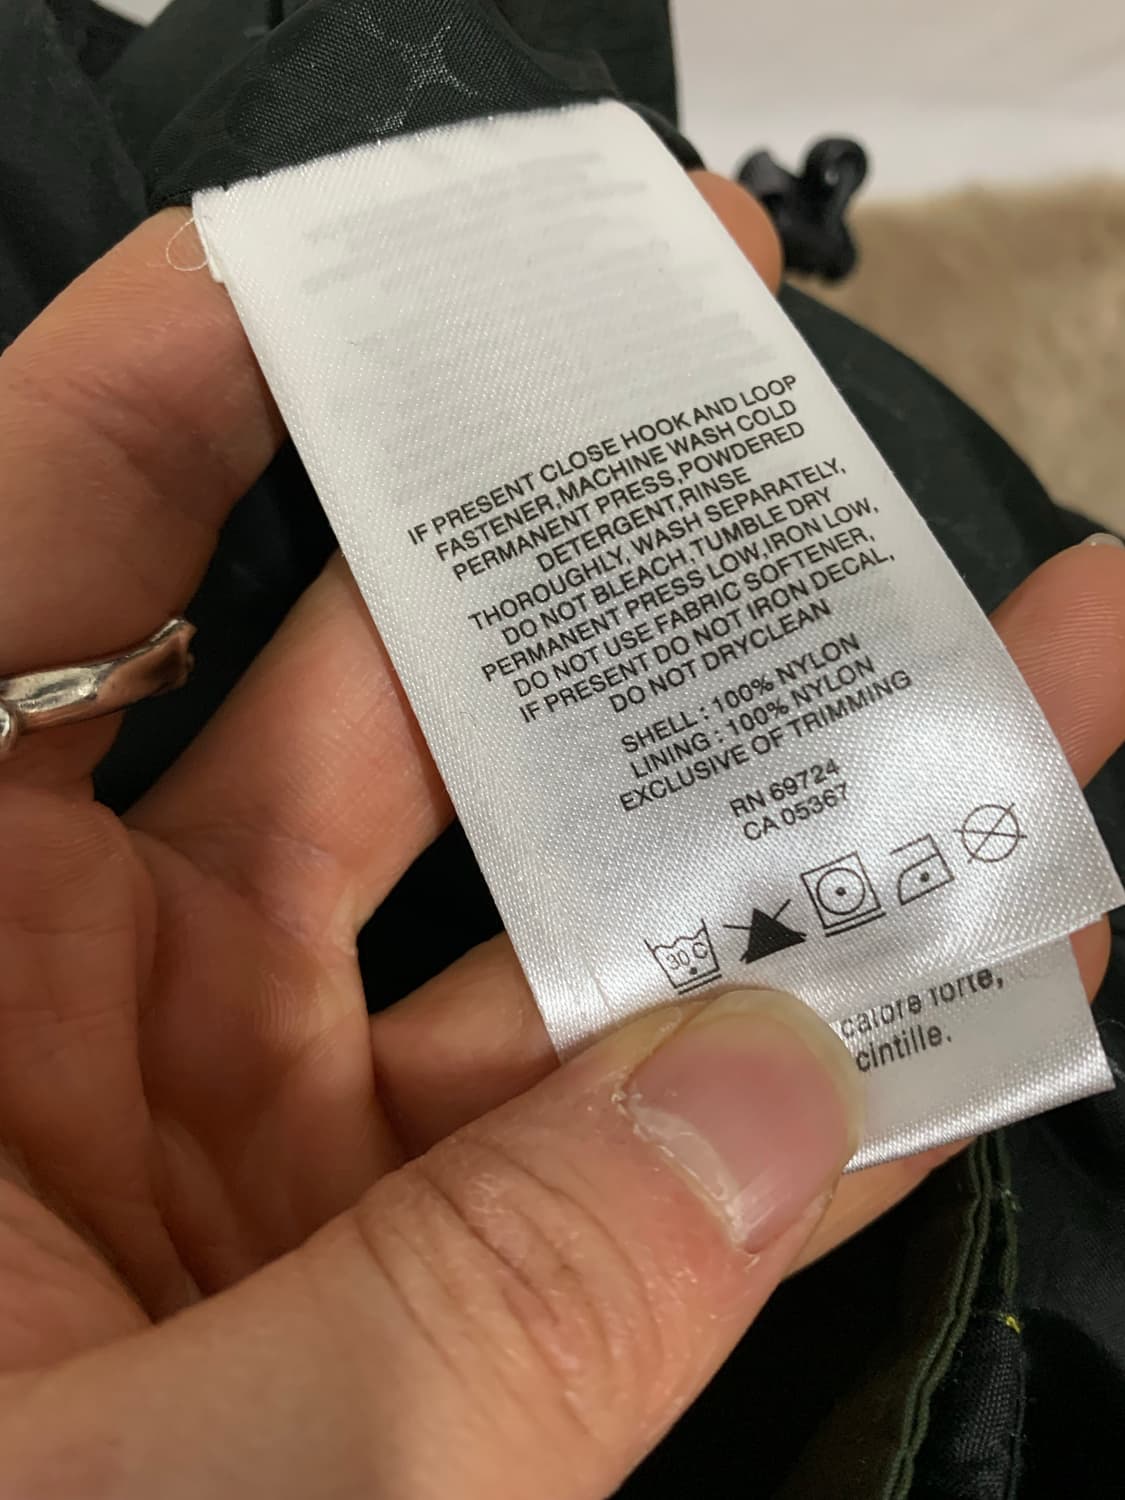 IF PRESENT CLOSE HOOK AND LOOP
FASTENER,MACHINE WASH COLD
PERMANENT PRESS,POWDERED
DETERGENT,RINSE
THOROUGHLY, WASH SEPARATELY,
DO NOT BLEACH,TUMBLE DRY
PERMANENT PRESS LOW,IRON LOW,
DO NOT USE FABRIC SOFTENER,
IF PRESENT DO NOT IRON DECAL,
DO NOT DRYCLEAN
SHELL : 100% NYLON
LINING : 100% NYLON
EXCLUSIVE OF TRIMMING
RN 69724
CA 05367
30 C
calore forte,
cintille.